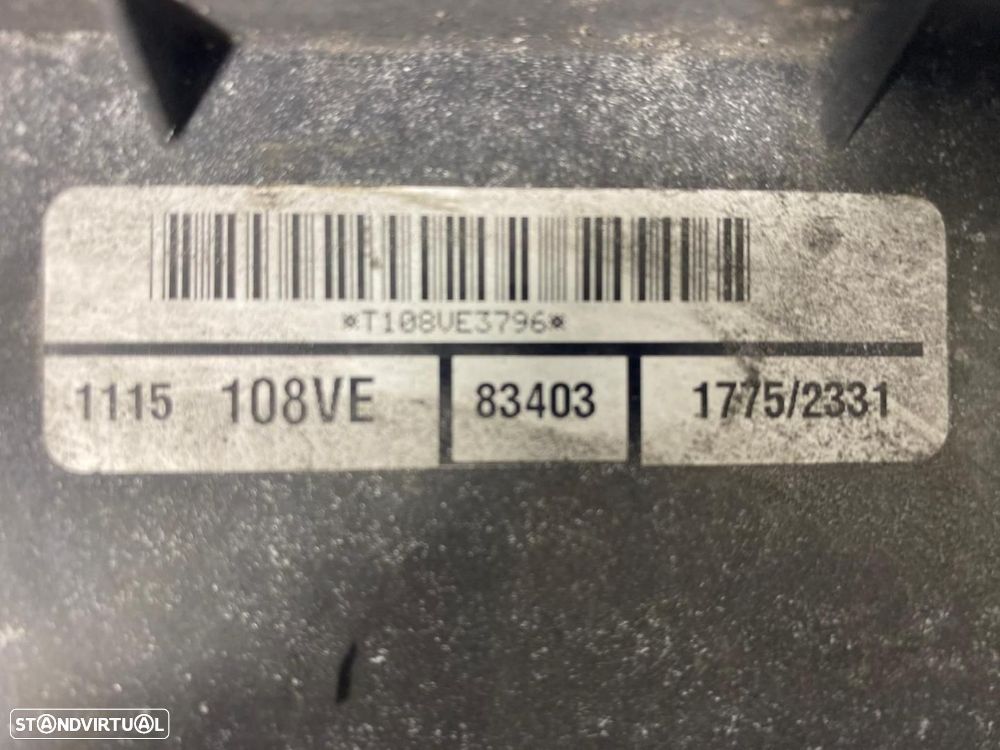 *T108VE3796*
1115 108VE 83403 1775/2331
STANDVIRTUAL